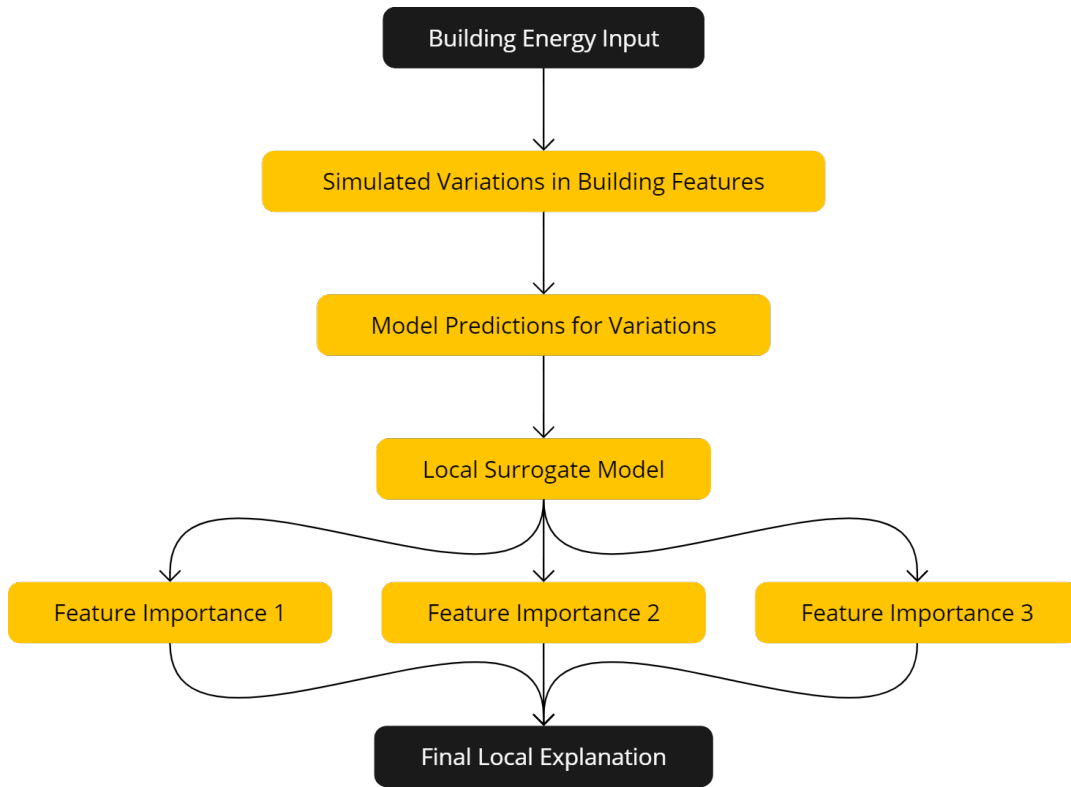 Building Energy Input
Simulated Variations in Building Features
Model Predictions for Variations
Local Surrogate Model
Feature Importance 1
Feature Importance 2
Feature Importance 3
Final Local Explanation